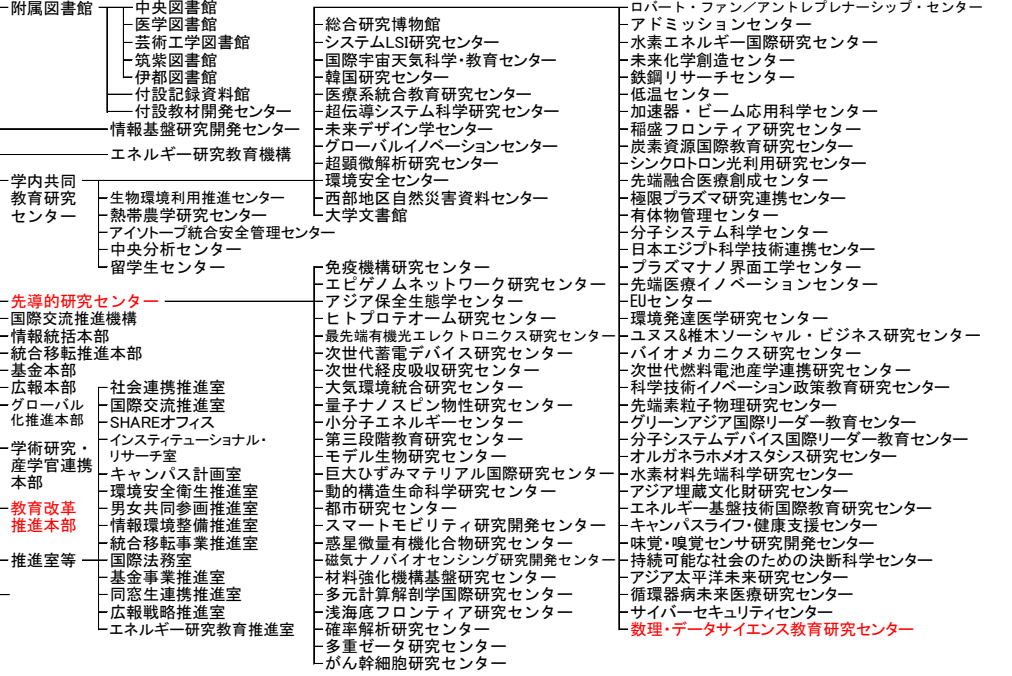 附属図書館
中央図書館
医学図書館
芸術工学図書館
筑紫図書館
伊都図書館
付設記録資料館
付設教材開発センター
情報基盤研究開発センター
エネルギー研究教育機構
学内共同
教育研究
センター
生物環境利用推進センター
熱帯農学研究センター
アイソトープ統合安全管理センター
中央分析センター
留学生センター
先導的研究センター
国際交流推進機構
情報統括本部
統合移転推進本部
基金本部
広報本部
グローバル
化推進本部
学術研究・
産学官連携
本部
教育改革
推進本部
推進室等
社会連携推進室
国際交流推進室
SHAREオフィス
インスティテューショナル・
リサーチ室
キャンパス計画室
環境安全衛生推進室
男女共同参画推進室
情報環境整備推進室
統合移転事業推進室
国際法務室
基金事業推進室
同窓生連携推進室
広報戦略推進室
エネルギー研究教育推進室
総合研究博物館
システムLSI研究センター
国際宇宙天気科学・教育センター
韓国研究センター
医療系統合教育研究センター
超伝導システム科学研究センター
未来デザイン学センター
グローバルイノベーションセンター
超顕微解析研究センター
環境安全センター
西部地区自然災害資料センター
大学文書館
免疫機構研究センター
エピゲノムネットワーク研究センター
アジア保全生態学センター
ヒトプロテオーム研究センター
最先端有機光エレクトロニクス研究センター
次世代蓄電デバイス研究センター
次世代経皮吸収研究センター
大気環境統合研究センター
量子ナノスピン物性研究センター
小分子エネルギーセンター
第三段階教育研究センター
モデル生物研究センター
巨大ひずみマテリアル国際研究センター
動的構造生命科学研究センター
都市研究センター
スマートモビリティ研究開発センター
惑星微量有機化合物研究センター
磁気ナノバイオセンシング研究開発センター
材料強化機構基盤研究センター
多元計算解剖学国際研究センター
浅海底フロンティア研究センター
確率解析研究センター
多重ゼータ研究センター
がん幹細胞研究センター
ロバート・ファン／アントレプレナーシップ・センター
アドミッションセンター
水素エネルギー国際研究センター
未来化学創造センター
鉄鋼リサーチセンター
低温センター
加速器・ビーム応用科学センター
稲盛フロンティア研究センター
炭素資源国際教育研究センター
シンクロトロン光利用研究センター
先端融合医療創成センター
極限プラズマ研究連携センター
有体物管理センター
分子システム科学センター
日本エジプト科学技術連携センター
プラズマナノ界面工学センター
先端医療イノベーションセンター
EUセンター
環境発達医学研究センター
ユヌス&椎木ソーシャル・ビジネス研究センター
バイオメカニクス研究センター
次世代燃料電池産学連携研究センター
科学技術イノベーション政策教育研究センター
先端素粒子物理研究センター
グリーンアジア国際リーダー教育センター
分子システムデバイス国際リーダー教育センター
オルガネラホメオスタシス研究センター
水素材料先端科学研究センター
アジア埋蔵文化財研究センター
エネルギー基盤技術国際教育研究センター
キャンパスライフ・健康支援センター
味覚・嗅覚センサ研究開発センター
持続可能な社会のための決断科学センター
アジア太平洋未来研究センター
循環器病未来医療研究センター
サイバーセキュリティセンター
数理・データサイエンス教育研究センター